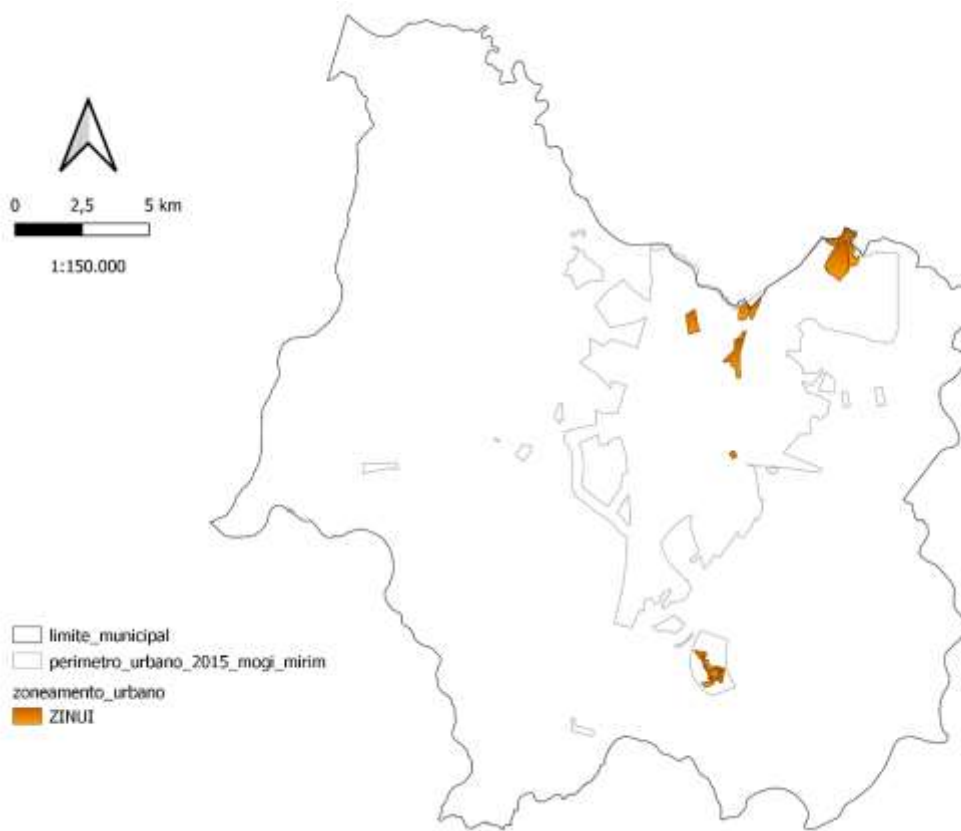 0 2,5 5 km
1:150.000
limite_municipal
perimetro_urbano_2015_mogi_mirim
zoneamento_urbano
ZINUI